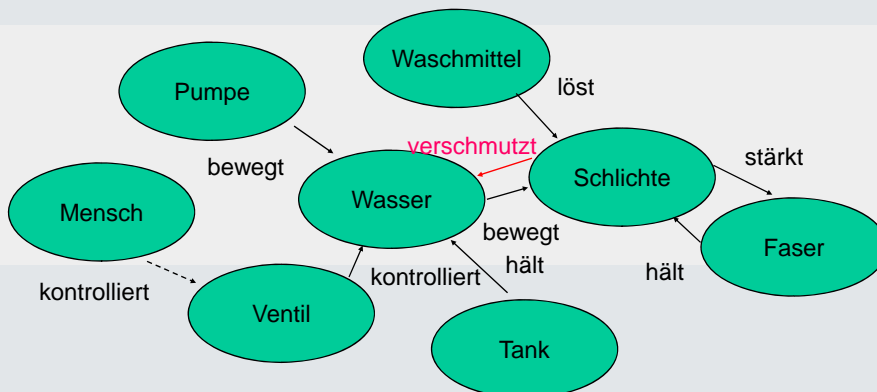 Waschmittel
Pumpe
löst
verschmutzt
bewegt
stärkt
Schlichte
Wasser
Mensch
bewegt
Faser
kontrolliert
hält
hält
kontrolliert
Ventil
Tank